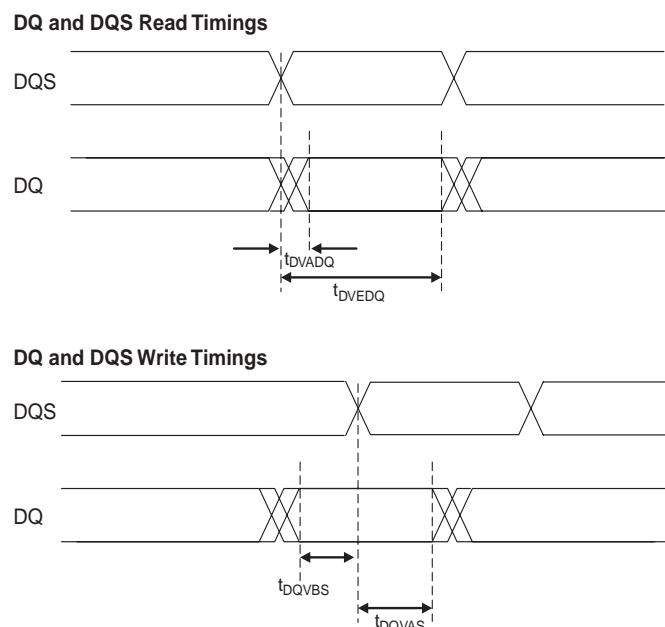 DQ and DQS Read Timings
DQS
DQ
tDVADQ
tDVEDQ
DQ and DQS Write Timings
DQS
DQ
tDQVBS
tDQVAS